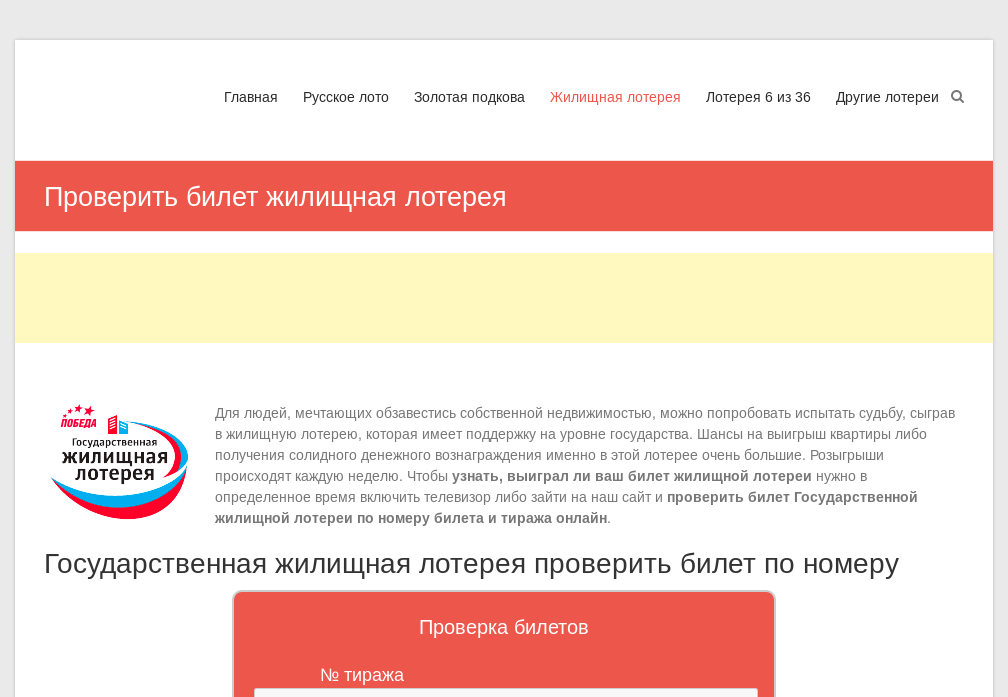 Главная Русское лото Золотая подкова Жилищная лотерея Лотерея 6 из 36 Другие лотереи
Проверить билет жилищная лотерея
ПОБЕДА
Государственная
жилищная
лотерея
Для людей, мечтающих обзавестись собственной недвижимостью, можно попробовать испытать судьбу, сыграв
в жилищную лотерею, которая имеет поддержку на уровне государства. Шансы на выигрыш квартиры либо
получения солидного денежного вознаграждения именно в этой лотерее очень большие. Розыгрыши
происходят каждую неделю. Чтобы узнать, выиграл ли ваш билет жилищной лотереи нужно в
определенное время включить телевизор либо зайти на наш сайт и проверить билет Государственной
жилищной лотереи по номеру билета и тиража онлайн.
Государственная жилищная лотерея проверить билет по номеру
Проверка билетов
№ тиража